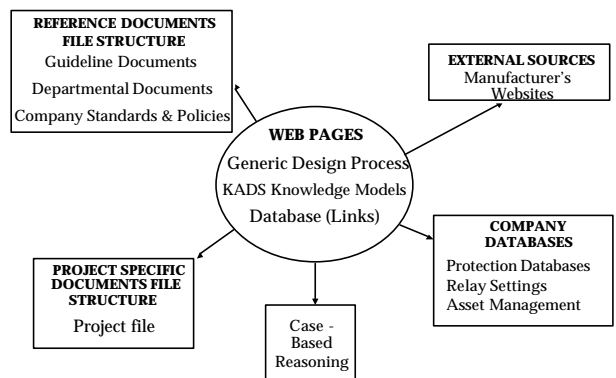 REFERENCE DOCUMENTS
FILE STRUCTURE
Guideline Documents
Departmental Documents
Company Standards & Policies
EXTERNAL SOURCES
Manufacturer's
Websites
WEB PAGES
Generic Design Process
KADS Knowledge Models
Database (Links)
COMPANY
DATABASES
Protection Databases
Relay Settings
Asset Management
PROJECT SPECIFIC
DOCUMENTS FILE
STRUCTURE
Project file
Case -
Based
Reasoning